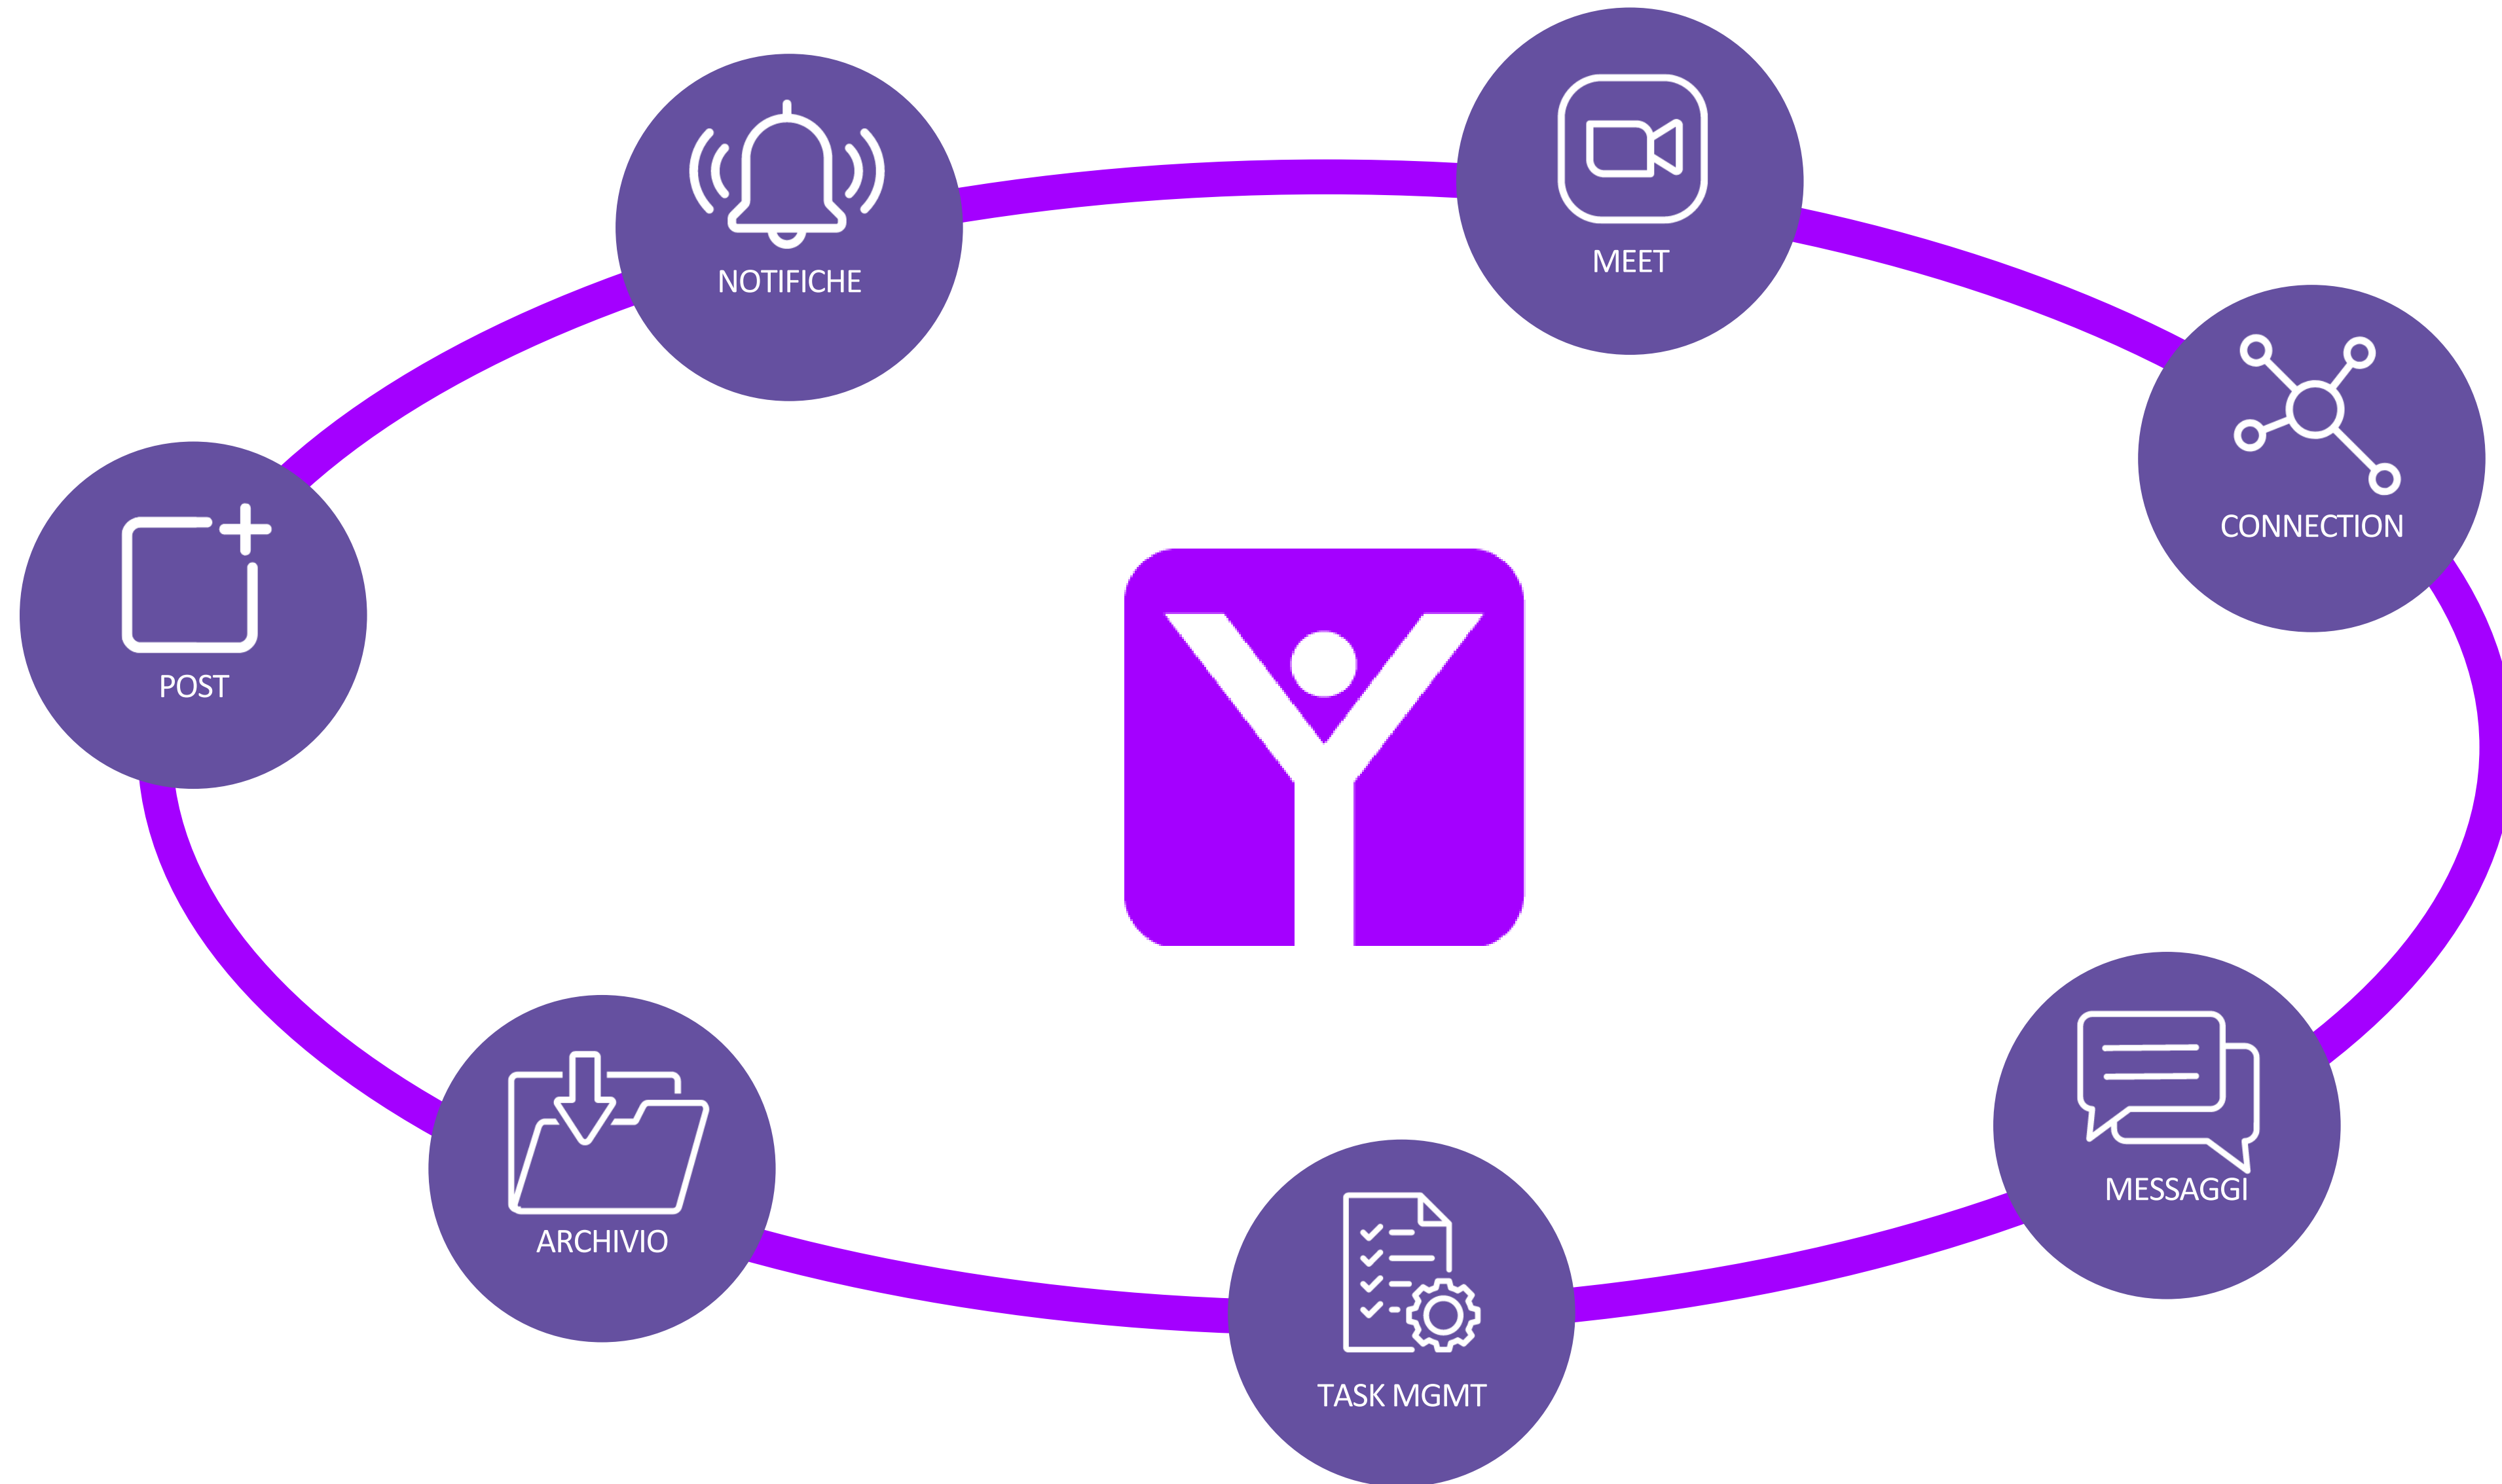 MEET
NOTIFICHE
CONNECTION
POST
MESSAGGI
ARCHIVIO
TASK MGMT